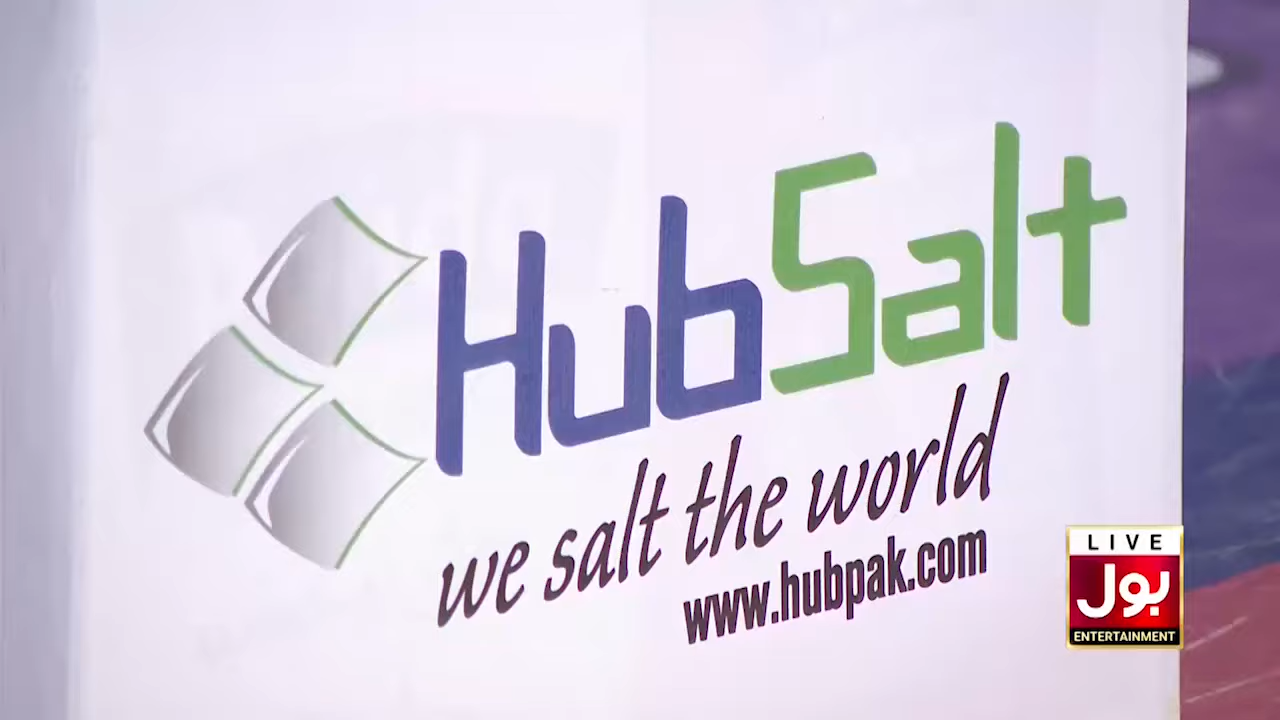 HubSalt
we salt the world
www.hubpak.com
LIVE
بول
ENTERTAINMENT